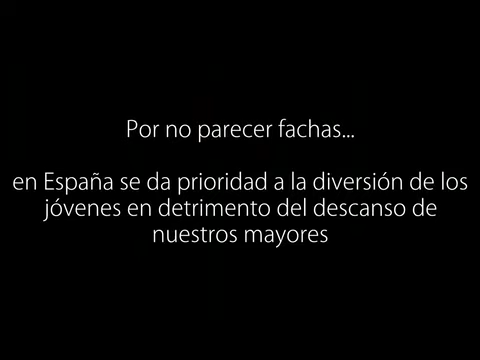 Por no parecer fachas...
en España se da prioridad a la diversión de los
jóvenes en detrimento del descanso de
nuestros mayores